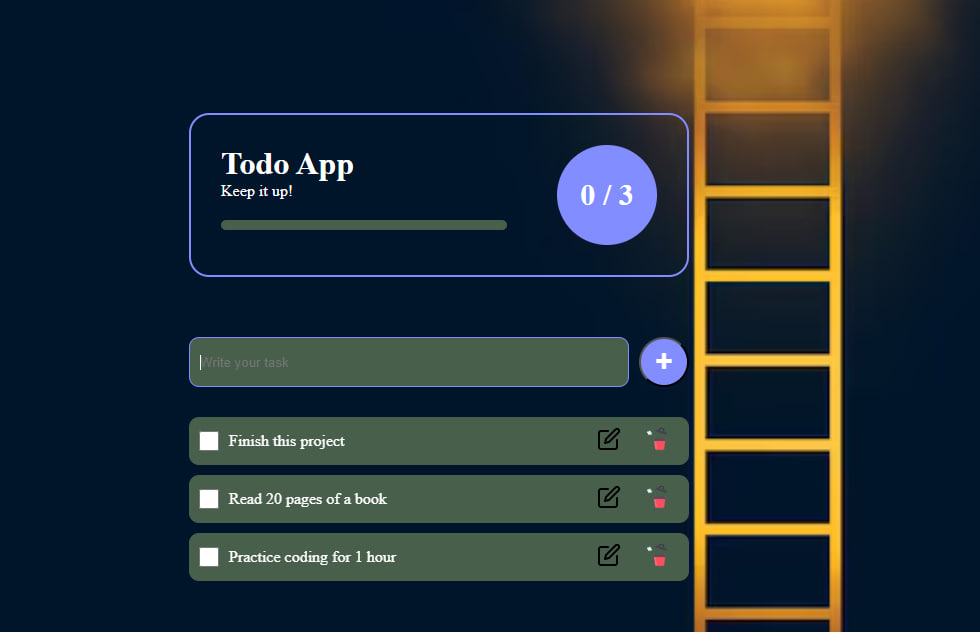 Todo App
Keep it up!
0 / 3
Write your task
Finish this project
Read 20 pages of a book
Practice coding for 1 hour